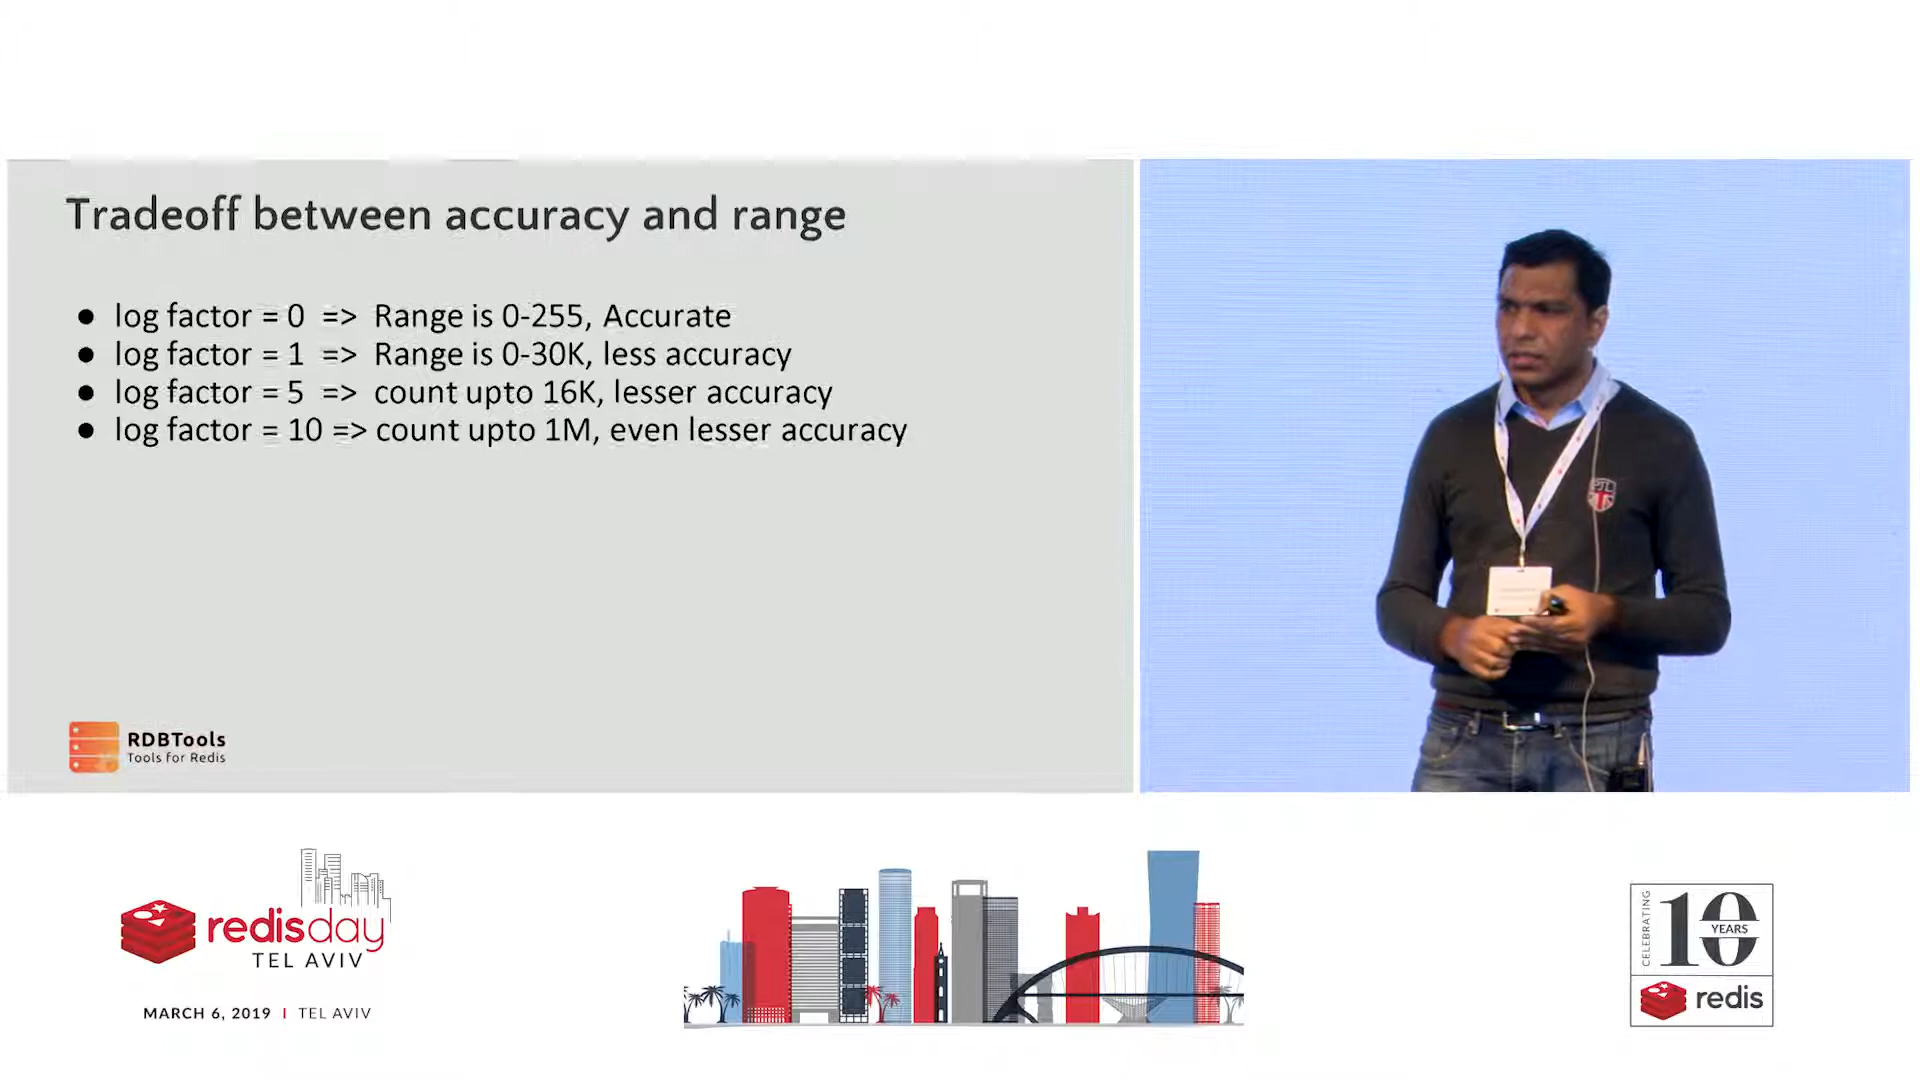 Tradeoff between accuracy and range
● log factor = 0 => Range is 0-255, Accurate
● log factor = 1 => Range is 0-30K, less accuracy
● log factor = 5 => count upto 16K, lesser accuracy
● log factor = 10 => count upto 1M, even lesser accuracy
RDBTools
Tools for Redis
redisday
TEL AVIV
MARCH 6, 2019 | TEL AVIV
CELEBRATING
10
YEARS
redis